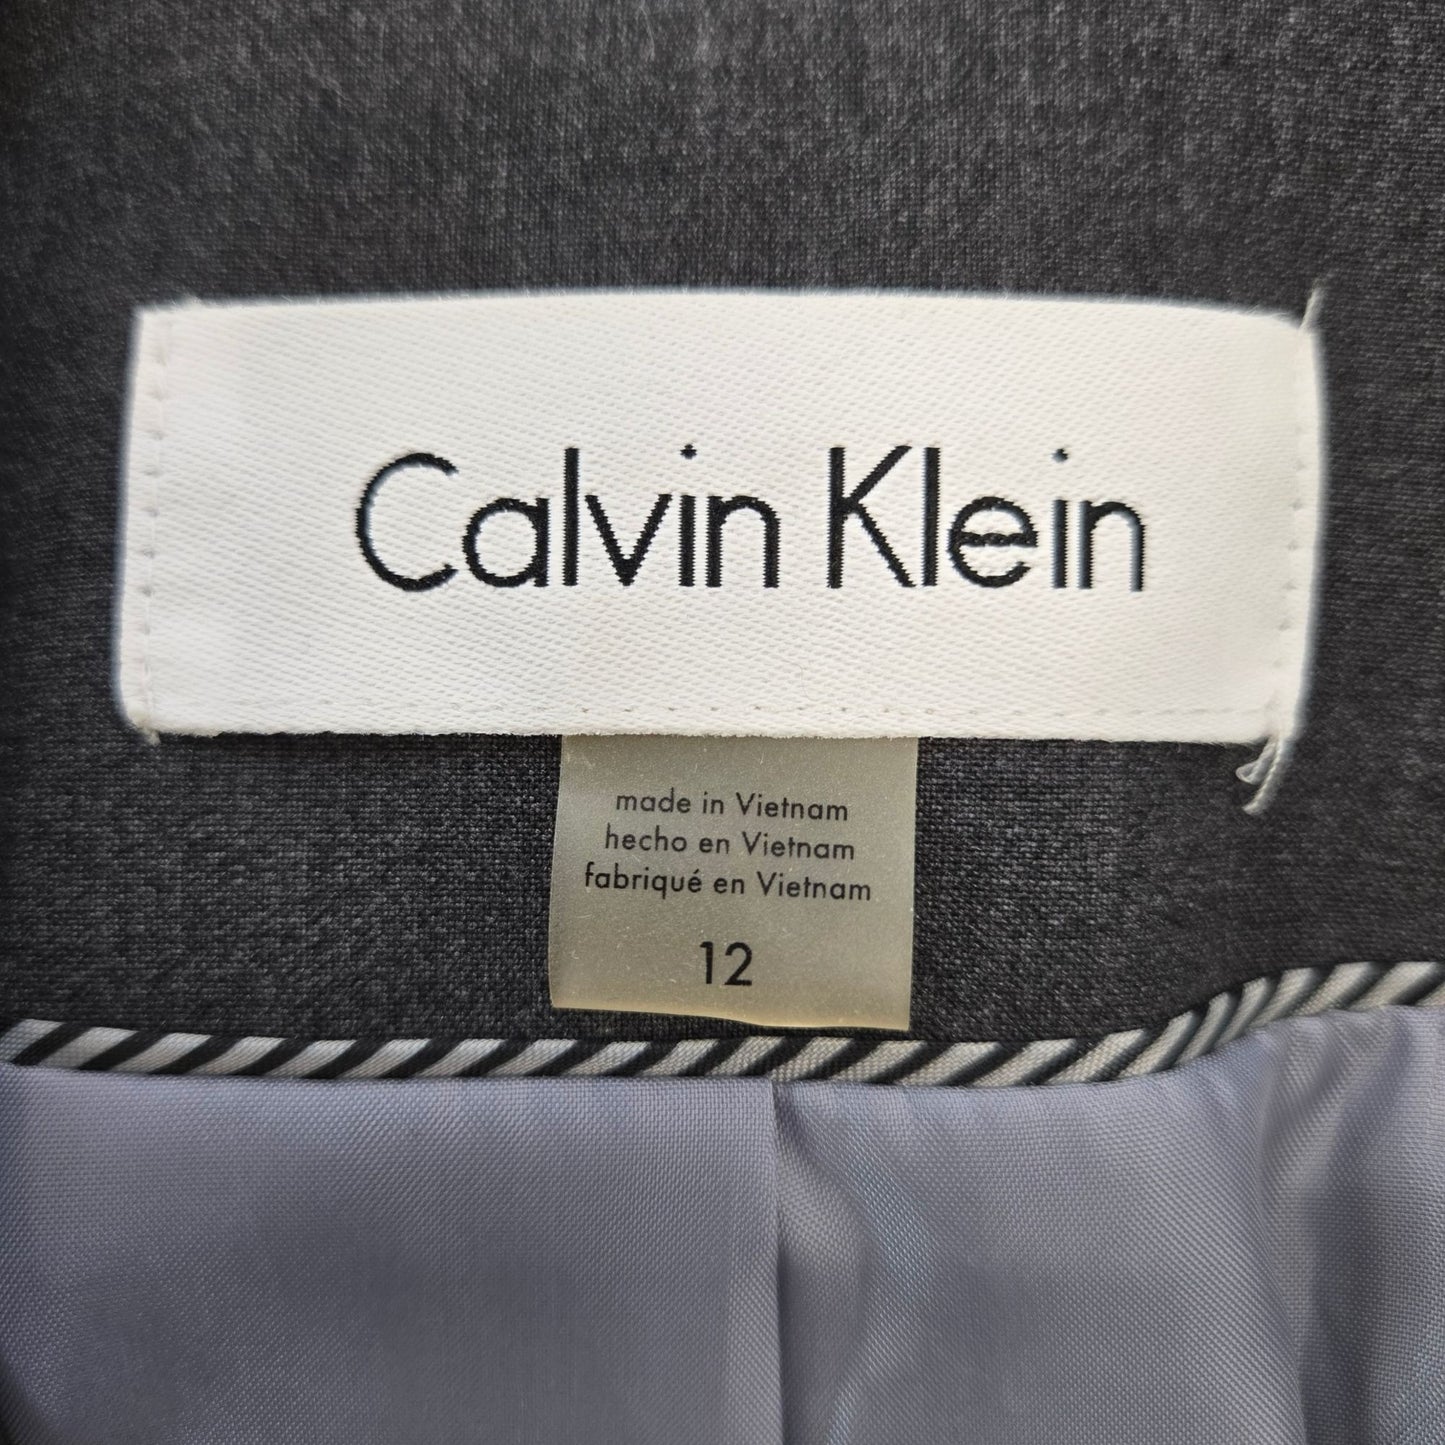 Calvin Klein
made in Vietnam
hecho en Vietnam
fabriqué en Vietnam
12